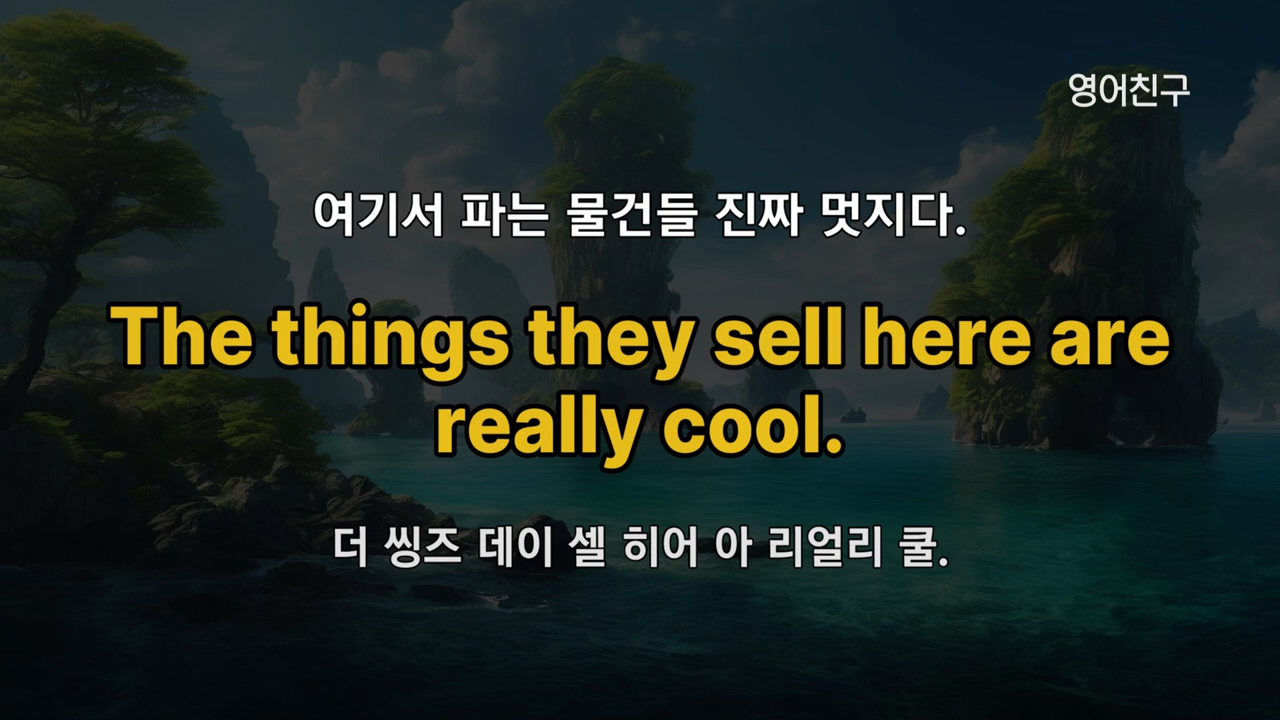 영어친구
여기서 파는 물건들 진짜 멋지다.
The things they sell here are
really cool.
더 씽즈 데이 셀 히어 아 리얼리 쿨.